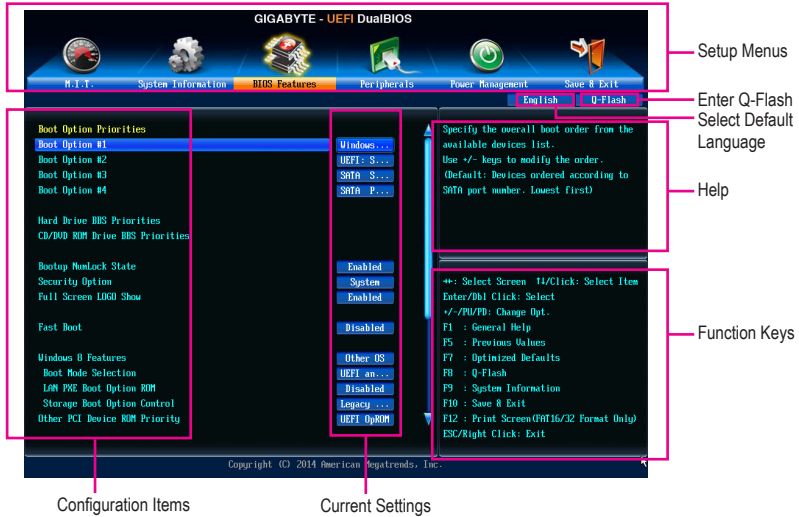 GIGABYTE - UEFI DualBIOS
Setup Menus
M.I.T. System Information BIOS Features Peripherals Power Management Save & Exit
English Q-Flash
Enter Q-Flash
Select Default
Language
Boot Option Priorities
Boot Option #1 Windows...
Boot Option #2 UEFI: S...
Boot Option #3 SATA S...
Boot Option #4 SATA P...
Hard Drive BBS Priorities
CD/DVD ROM Drive BBS Priorities
Bootup NumLock State Enabled
Security Option System
Full Screen LOGO Show Enabled
Fast Boot Disabled
Windows 8 Features Other OS
Boot Mode Selection UEFI an...
LAN PXE Boot Option ROM Disabled
Storage Boot Option Control Legacy ...
Other PCI Device ROM Priority UEFI OpROM
Specify the overall boot order from the
available devices list.
Use +/- keys to modify the order.
(Default: Devices ordered according to
SATA port number. Lowest first)
Help
→←: Select Screen ↑↓/Click: Select Item
Enter/Dbl Click: Select
+/-/PU/PD: Change Opt.
F1 : General Help
F5 : Previous Values
F7 : Optimized Defaults
F8 : Q-Flash
F9 : System Information
F10 : Save & Exit
F12 : Print Screen(FAT16/32 Format Only)
ESC/Right Click: Exit
Function Keys
Copyright (C) 2014 American Megatrends, Inc.
Configuration Items
Current Settings